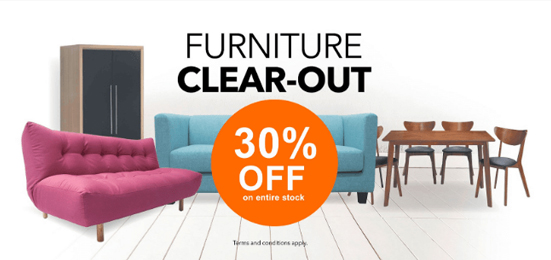 FURNITURE
CLEAR-OUT
30%
OFF
on entire stock
Terms and conditions apply.